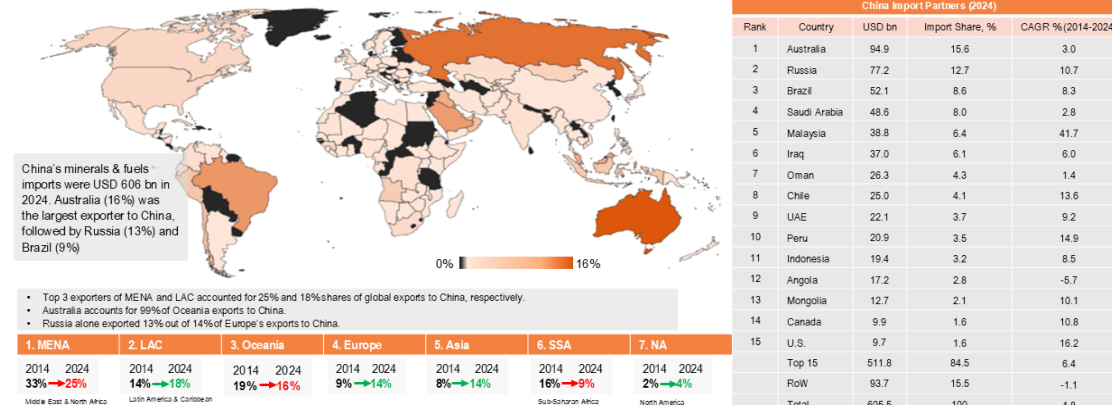 China's minerals & fuels
imports were USD 606 bn in
2024. Australia (16%) was
the largest exporter to China,
followed by Russia (13%) and
Brazil (9%)
0% 16%
• Top 3 exporters of MENA and LAC accounted for 25% and 18% shares of global exports to China, respectively.
• Australia accounts for 99% of Oceania exports to China.
• Russia alone exported 13% out of 14% of Europe's exports to China.
1. MENA 2. LAC 3. Oceania 4. Europe 5. Asia 6. SSA 7. NA
2014 2024 2014 2024 2014 2024 2014 2024 2014 2024 2014 2024 2014 2024
33% 25% 14% 18% 19% 16% 9% 14% 8% 14% 16% 9% 2% 4%
Middle East & North Africa Latin America & Caribbean Sub-Saharan Africa North America
China Import Partners (2024)
Rank Country USD bn Import Share, % CAGR % (2014-2024
1 Australia 94.9 15.6 3.0
2 Russia 77.2 12.7 10.7
3 Brazil 52.1 8.6 8.3
4 Saudi Arabia 48.6 8.0 2.8
5 Malaysia 38.8 6.4 41.7
6 Iraq 37.0 6.1 6.0
7 Oman 26.3 4.3 1.4
8 Chile 25.0 4.1 13.6
9 UAE 22.1 3.7 9.2
10 Peru 20.9 3.5 14.9
11 Indonesia 19.4 3.2 8.5
12 Angola 17.2 2.8 -5.7
13 Mongolia 12.7 2.1 10.1
14 Canada 9.9 1.6 10.8
15 U.S. 9.7 1.6 16.2
Top 15 511.8 84.5 6.4
RoW 93.7 15.5 -1.1
Total 605.5 100 4.8